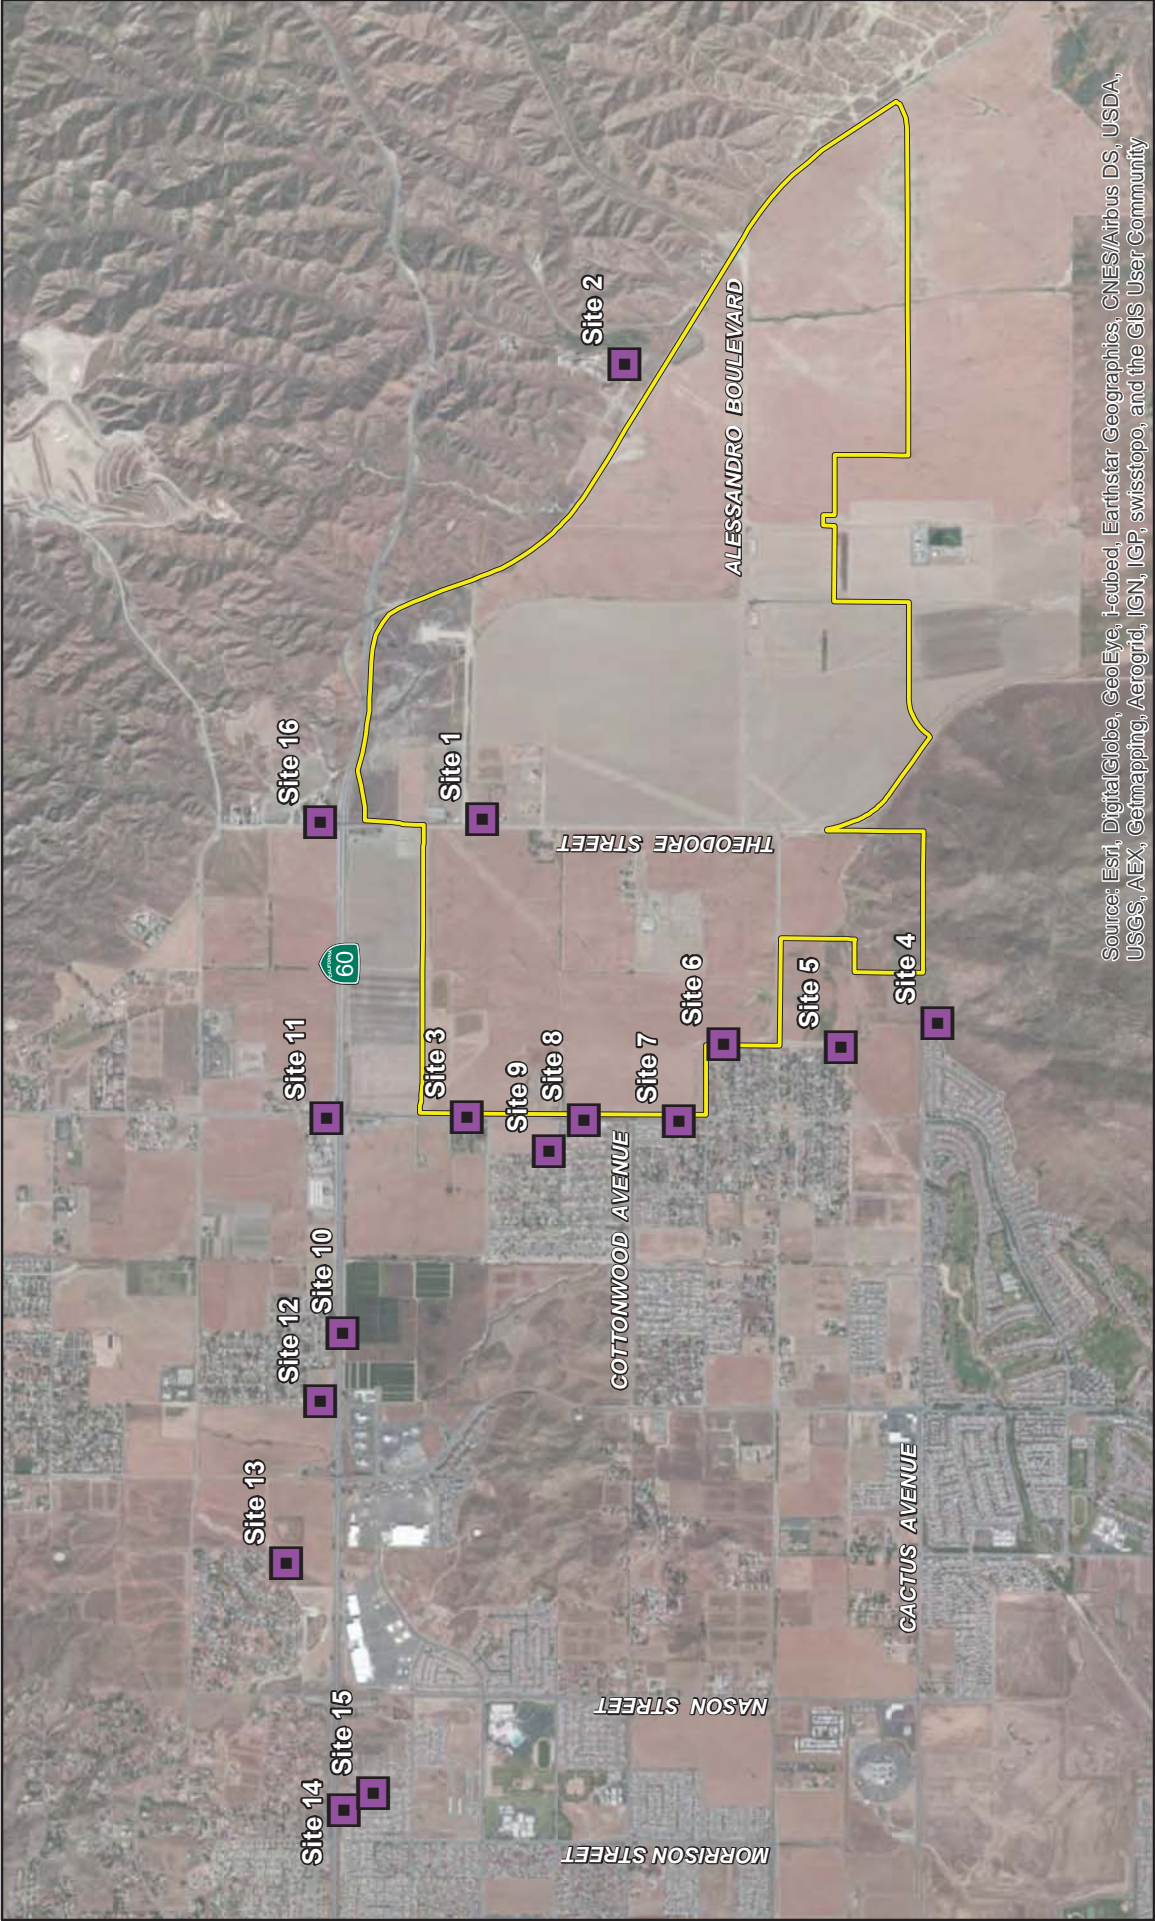 Site 14
Site 15
Site 13
Site 12
Site 10
Site 11
60
Site 16
Site 3
Site 9
Site 8
Site 7
Site 6
Site 5
Site 4
Site 1
Site 2
MORRISON STREET
NASON STREET
THEODORE STREET
COTTONWOOD AVENUE
CACTUS AVENUE
ALESSANDRO BOULEVARD
Source: Esri, DigitalGlobe, GeoEye, i-cubed, Earthstar Geographics, CNES/Airbus DS, USDA,
USGS, AEX, Getmapping, Aerogrid, IGN, IGP, swisstopo, and the GIS User Community